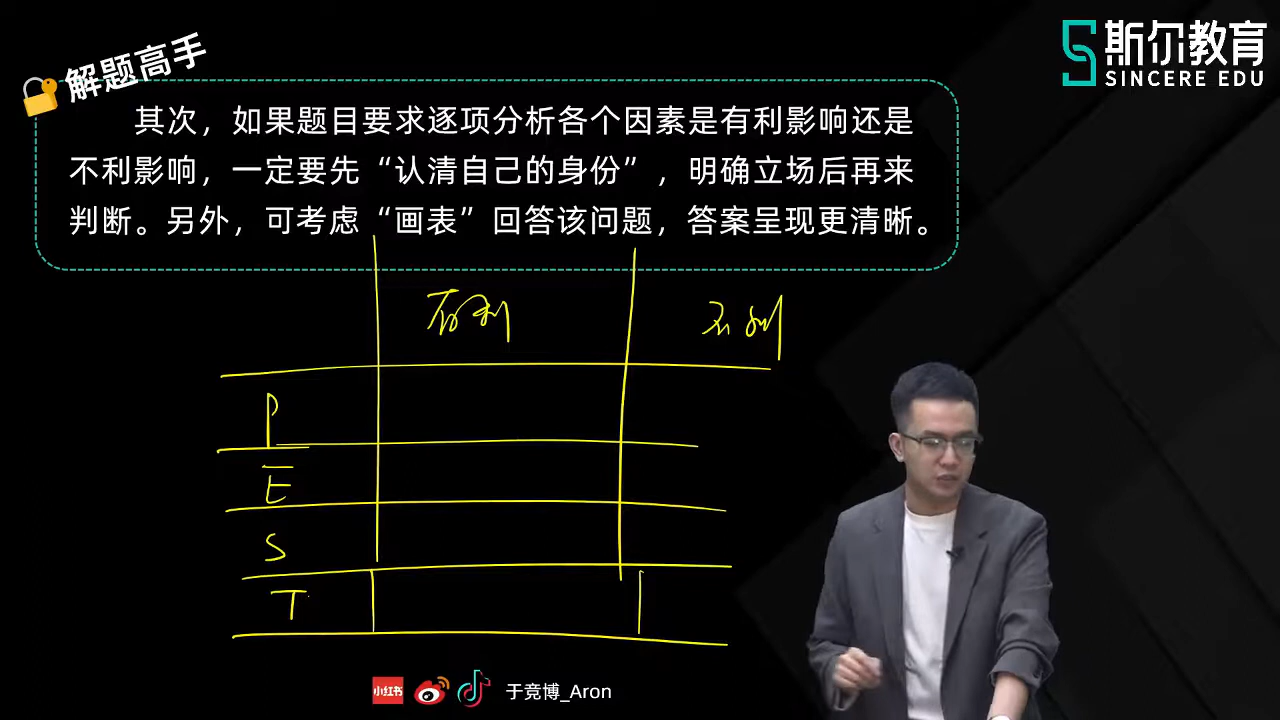 解题高手
斯尔教育
SINCERE EDU
其次，如果题目要求逐项分析各个因素是有利影响还是
不利影响，一定要先“认清自己的身份”，明确立场后再来
判断。另外，可考虑“画表”回答该问题，答案呈现更清晰。
有利 不利
P
E
S
T
小红书
于竞博_Aron